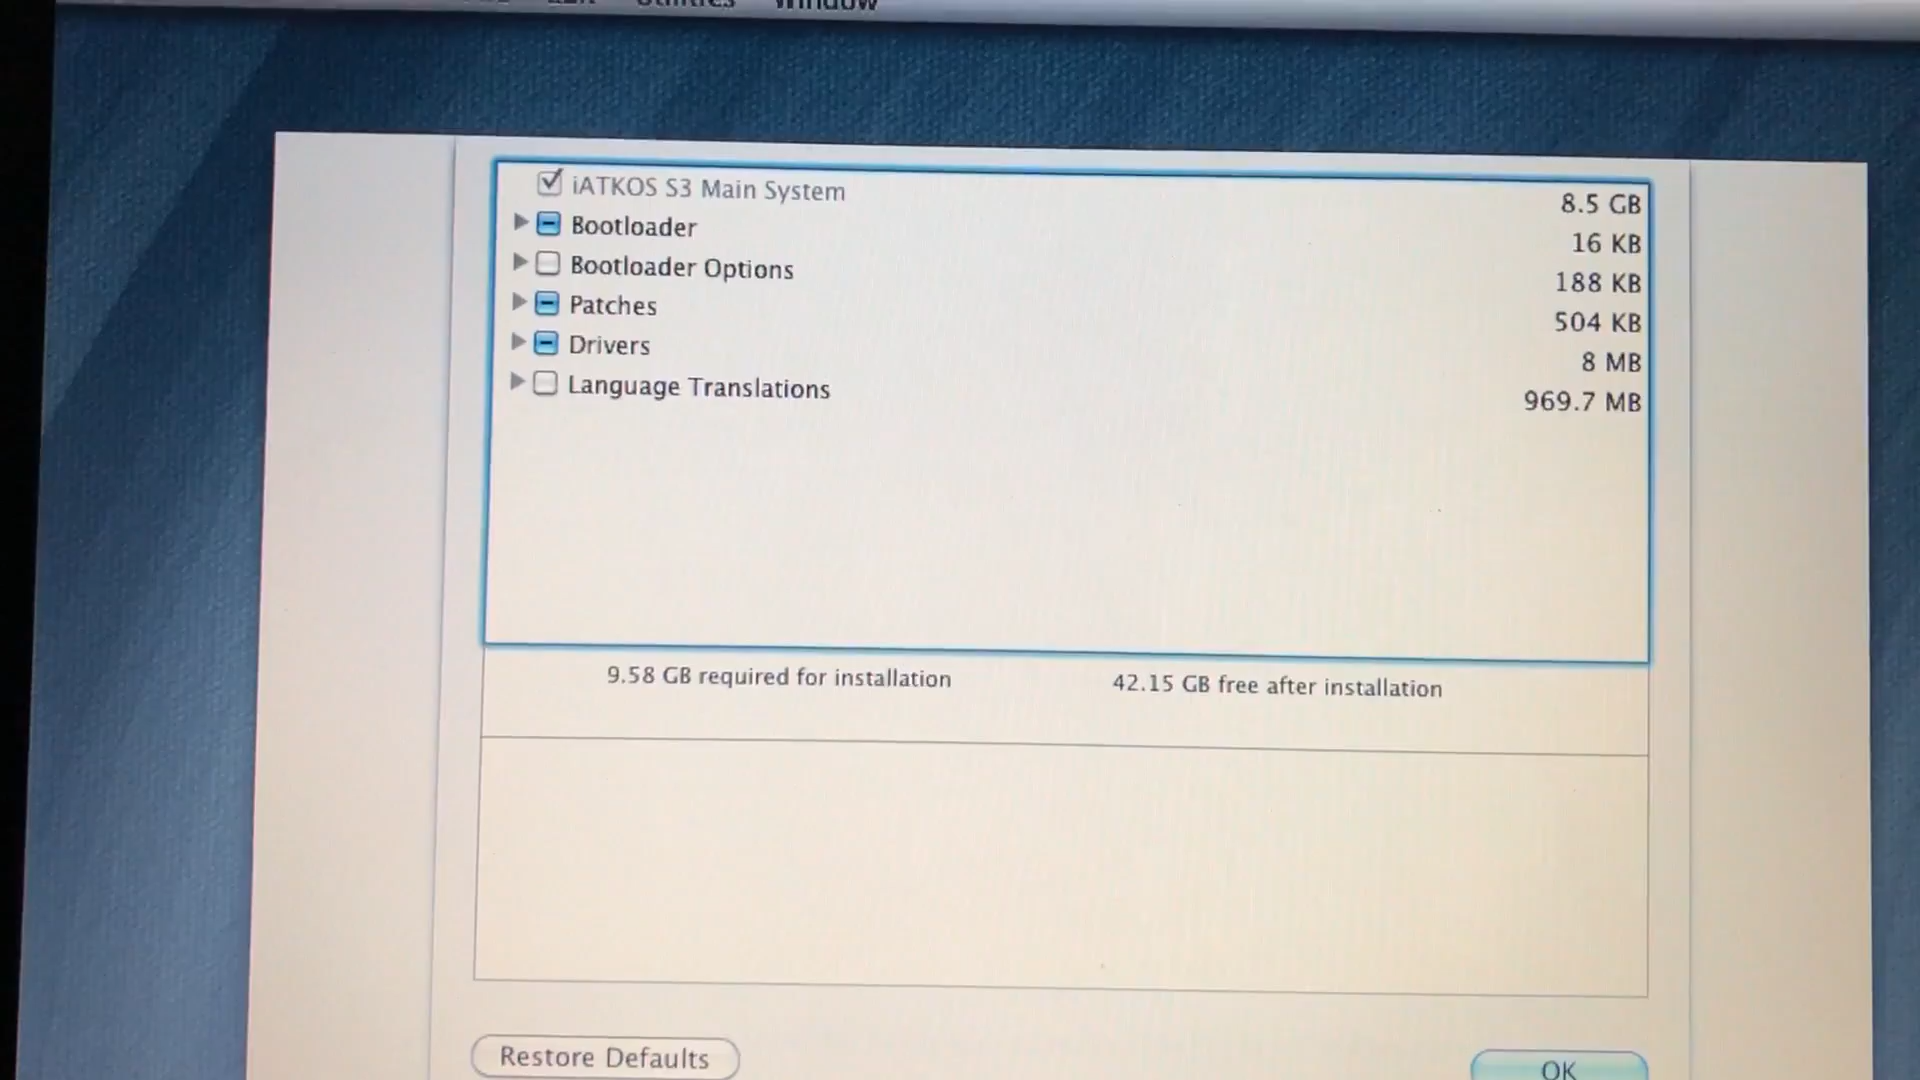 Utilities Window
iATKOS S3 Main System 8.5 GB
Bootloader 16 KB
Bootloader Options 188 KB
Patches 504 KB
Drivers 8 MB
Language Translations 969.7 MB
9.58 GB required for installation 42.15 GB free after installation
Restore Defaults OK